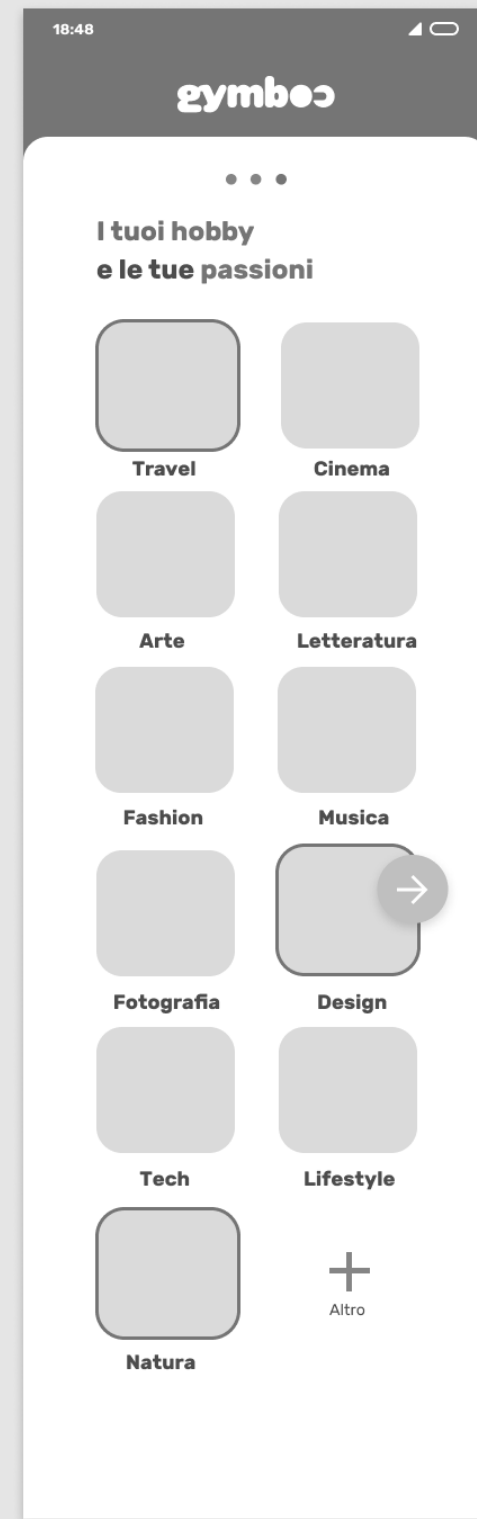 18:48
gymboo
I tuoi hobby
e le tue passioni
Travel
Cinema
Arte
Letteratura
Fashion
Musica
Fotografia
Design
Tech
Lifestyle
Natura
Altro